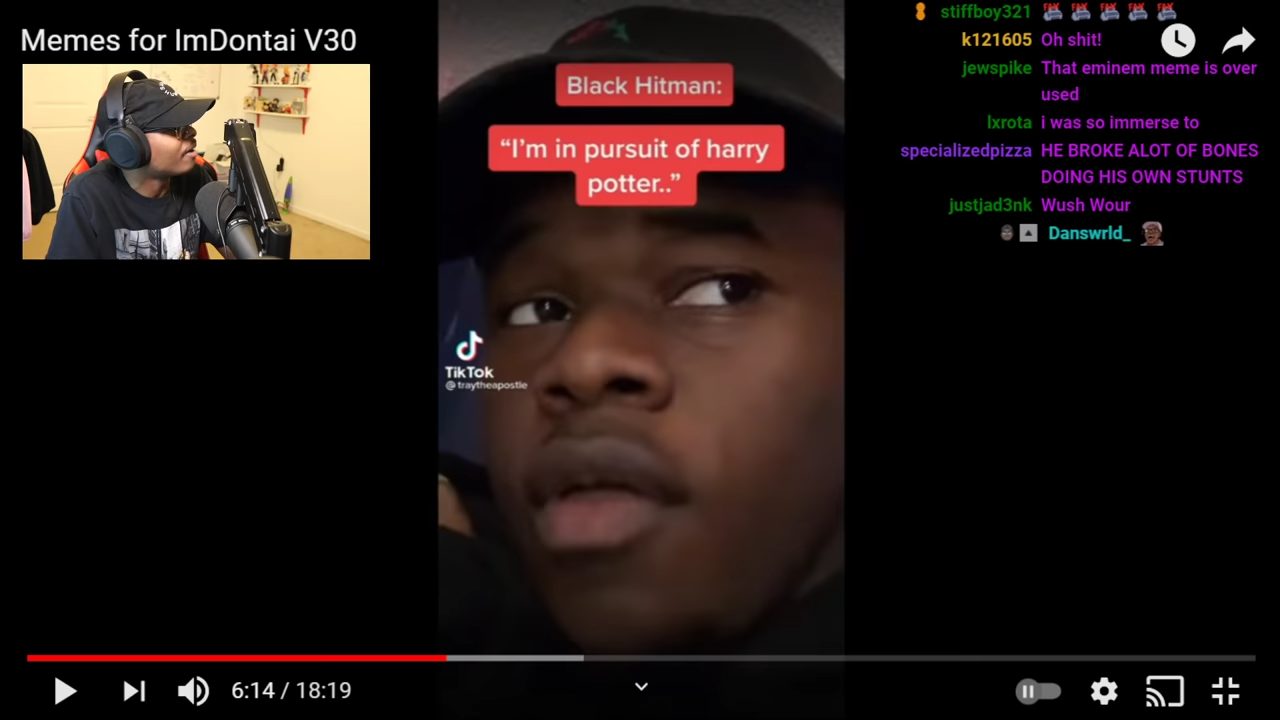 Memes for ImDontai V30
Black Hitman:
“I’m in pursuit of harry
potter..”
TikTok
@traytheapostle
stiffboy321
k121605 Oh shit!
jewspike That eminem meme is over
used
lxrota i was so immerse to
specializedpizza HE BROKE ALOT OF BONES
DOING HIS OWN STUNTS
justjad3nk Wush Wour
Danswrld_
6:14 / 18:19